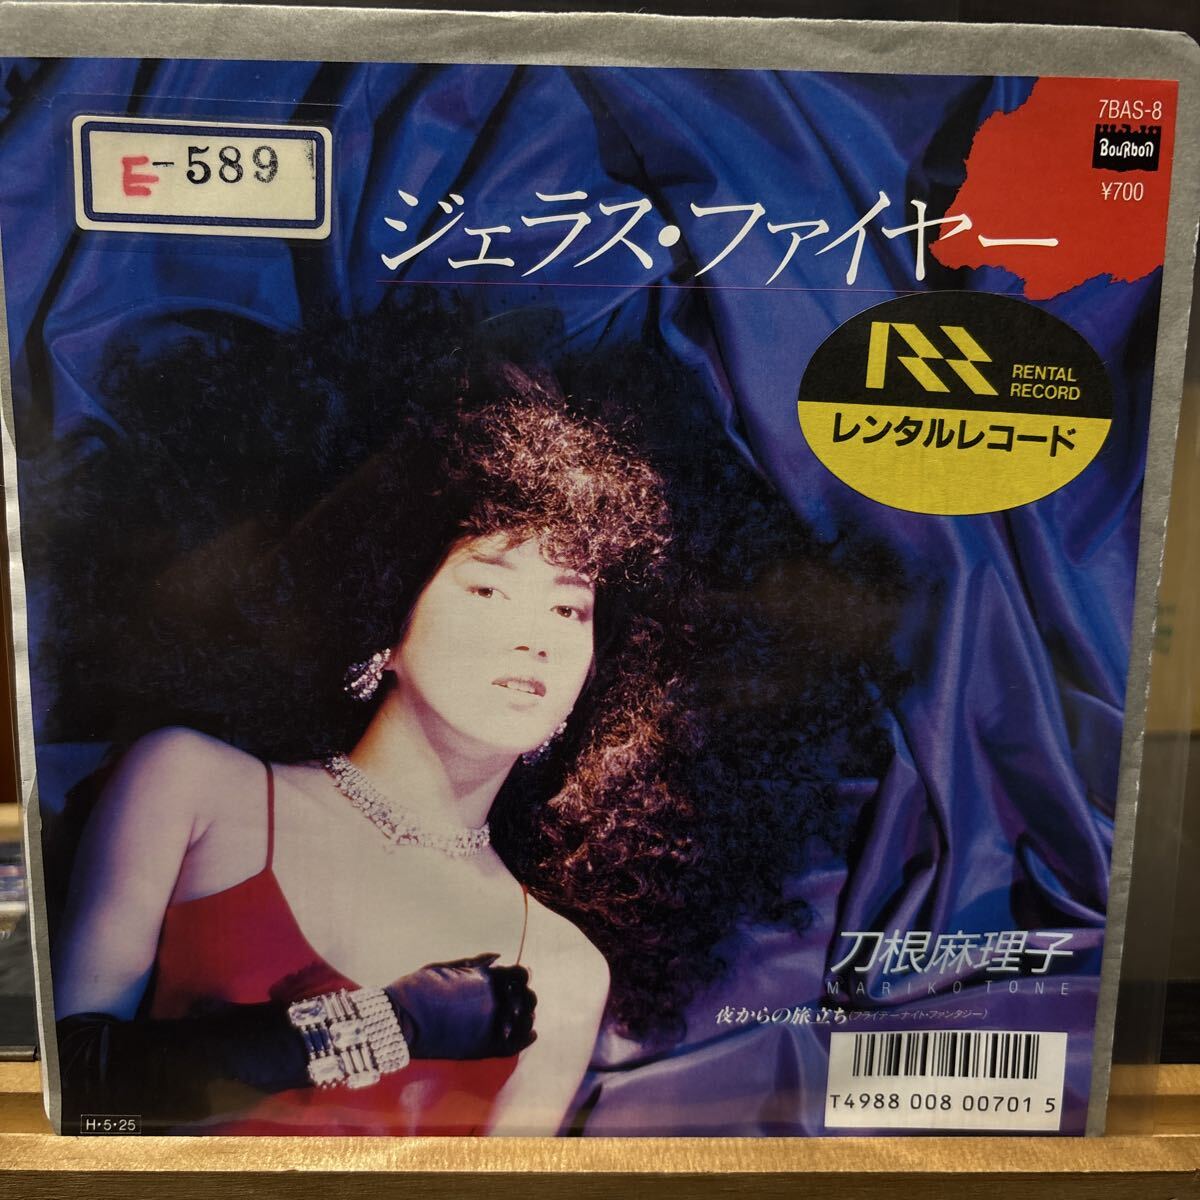 E-589
7BAS-8
BouRbon
¥700
ジェラス・ファイヤー
RENTAL
RECORD
レンタルレコード
刀根麻理子
MARIKO TONE
夜からの旅立ち(フライデーナイト・ファンタジー)
T4988 008 00701 5
H・5・25